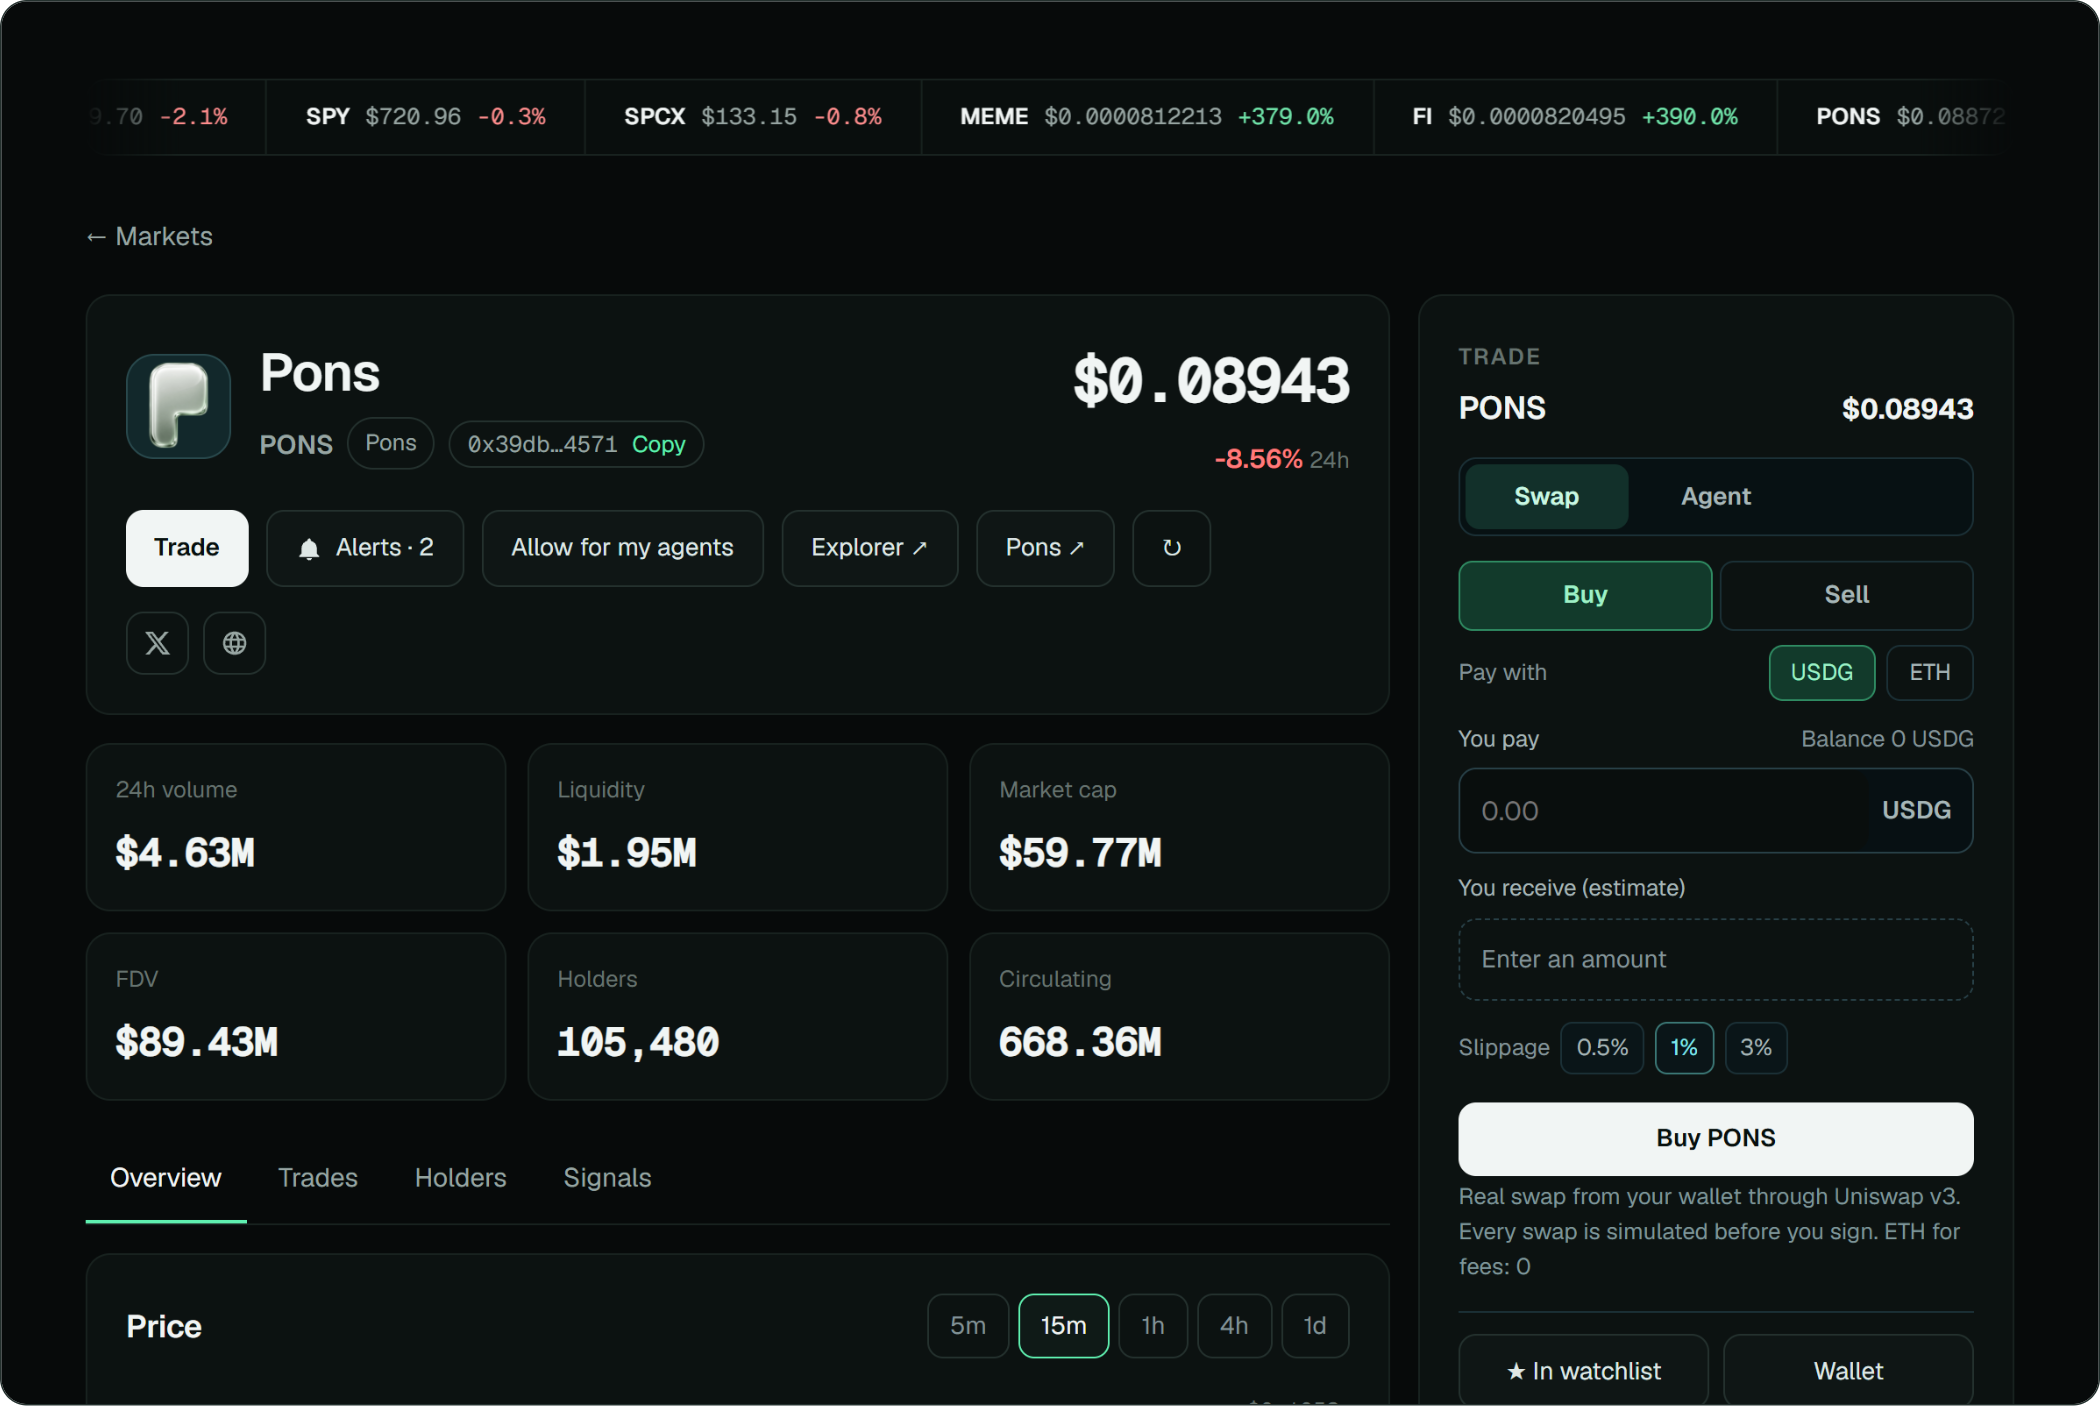 9.70 -2.1% SPY $720.96 -0.3% SPCX $133.15 -0.8% MEME $0.0000812213 +379.0% FI $0.0000820495 +390.0% PONS $0.08872
← Markets
Pons
PONS Pons 0x39db…4571 Copy
$0.08943
-8.56% 24h
Trade Alerts · 2 Allow for my agents Explorer ↗ Pons ↗ ↻
24h volume
$4.63M
Liquidity
$1.95M
Market cap
$59.77M
FDV
$89.43M
Holders
105,480
Circulating
668.36M
Overview Trades Holders Signals
Price
5m 15m 1h 4h 1d
TRADE
PONS $0.08943
Swap Agent
Buy Sell
Pay with USDG ETH
You pay Balance 0 USDG
0.00 USDG
You receive (estimate)
Enter an amount
Slippage 0.5% 1% 3%
Buy PONS
Real swap from your wallet through Uniswap v3.
Every swap is simulated before you sign. ETH for
fees: 0
★ In watchlist Wallet